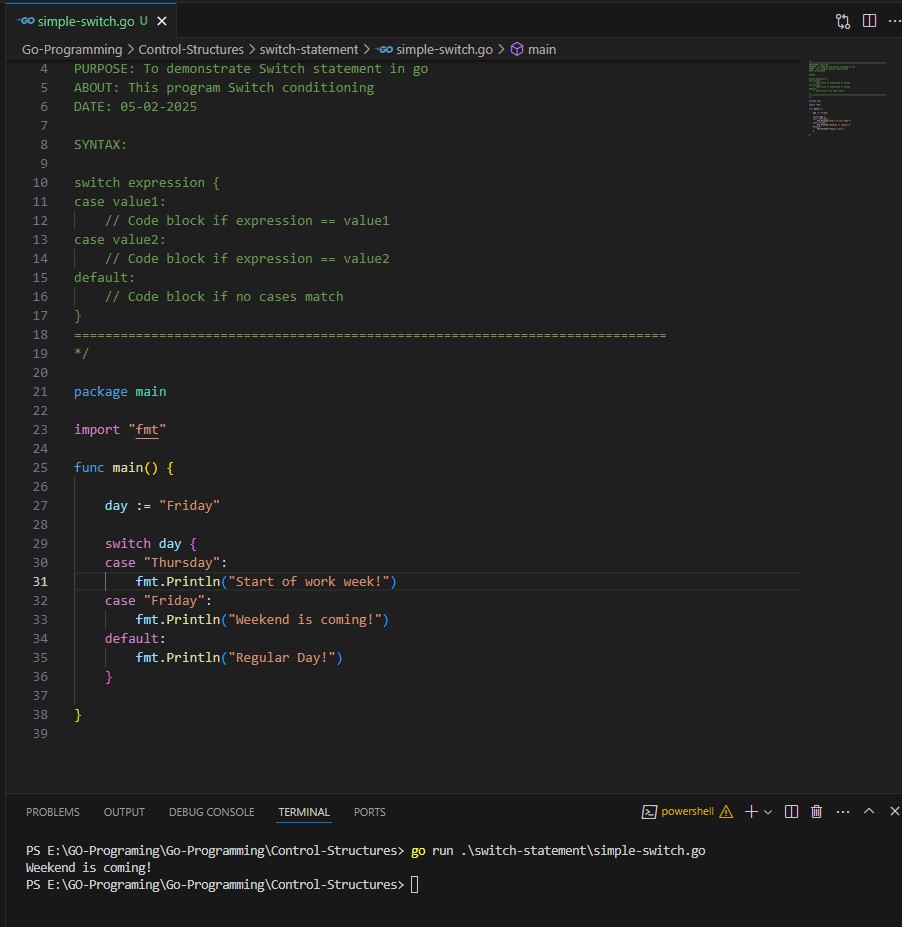 GO simple-switch.go U
Go-Programming > Control-Structures > switch-statement > GO simple-switch.go > main
4 PURPOSE: To demonstrate Switch statement in go
5 ABOUT: This program Switch conditioning
6 DATE: 05-02-2025
7
8 SYNTAX:
9
10 switch expression {
11 case value1:
12     // Code block if expression == value1
13 case value2:
14     // Code block if expression == value2
15 default:
16     // Code block if no cases match
17 }
18 =============================================================================
19 */
20
21 package main
22
23 import "fmt"
24
25 func main() {
26
27     day := "Friday"
28
29     switch day {
30     case "Thursday":
31         fmt.Println("Start of work week!")
32     case "Friday":
33         fmt.Println("Weekend is coming!")
34     default:
35         fmt.Println("Regular Day!")
36     }
37
38 }
39
PROBLEMS OUTPUT DEBUG CONSOLE TERMINAL PORTS powershell
PS E:\GO-Programing\Go-Programming\Control-Structures> go run .\switch-statement\simple-switch.go
Weekend is coming!
PS E:\GO-Programing\Go-Programming\Control-Structures>